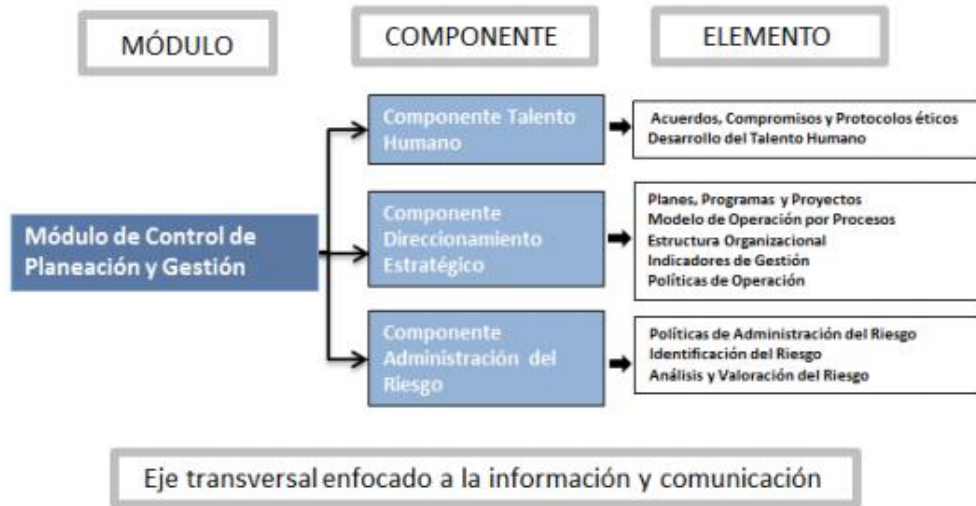 MÓDULO
COMPONENTE
ELEMENTO
Módulo de Control de
Planeación y Gestión
Componente Talento
Humano
Acuerdos, Compromisos y Protocolos éticos
Desarrollo del Talento Humano
Componente
Direccionamiento
Estratégico
Planes, Programas y Proyectos
Modelo de Operación por Procesos
Estructura Organizacional
Indicadores de Gestión
Políticas de Operación
Componente
Administración del
Riesgo
Políticas de Administración del Riesgo
Identificación del Riesgo
Análisis y Valoración del Riesgo
Eje transversal enfocado a la información y comunicación